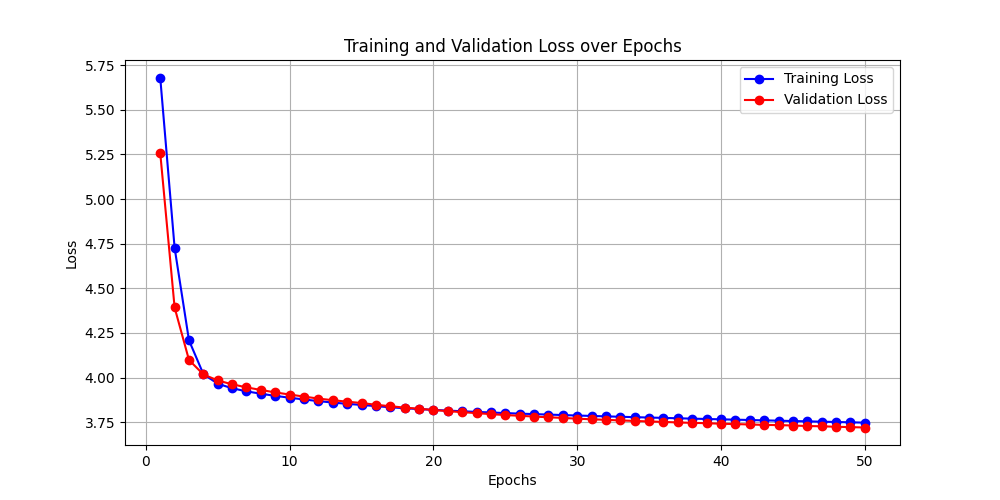 Training and Validation Loss over Epochs
5.75
5.50
5.25
5.00
4.75
4.50
4.25
4.00
3.75
Loss
Training Loss
Validation Loss
0 10 20 30 40 50
Epochs